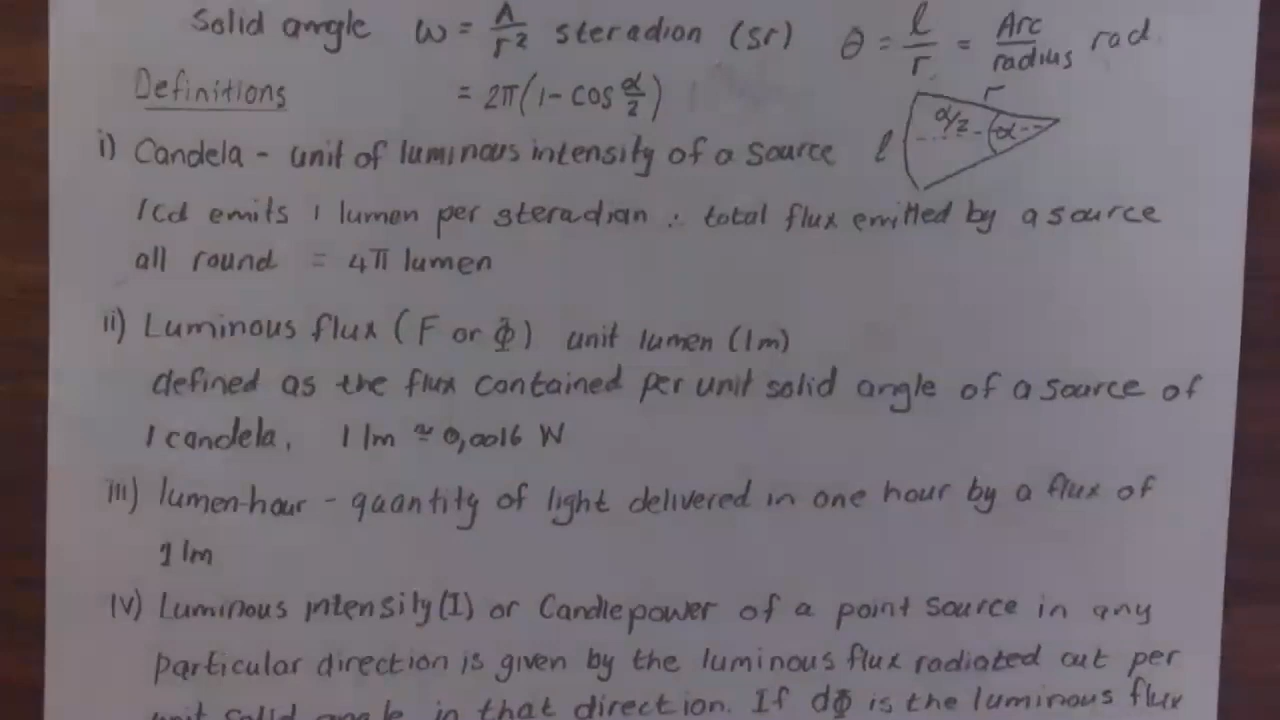 Solid angle ω = A/r² steradion (sr) θ = l/r = Arc/radius rad
Definitions = 2π(1 - cos α/2)
r
α/2 α
l
i) Candela - unit of luminous intensity of a source
1cd emits 1 lumen per steradian ∴ total flux emitted by a source
all round = 4π lumen
ii) Luminous flux (F or Φ) unit lumen (lm)
defined as the flux contained per unit solid angle of a source of
1 candela. 1 lm ≈ 0,0016 W
iii) lumen-hour - quantity of light delivered in one hour by a flux of
1 lm
iv) Luminous intensity (I) or Candlepower of a point source in any
particular direction is given by the luminous flux radiated out per
unit solid angle in that direction. If dΦ is the luminous flux